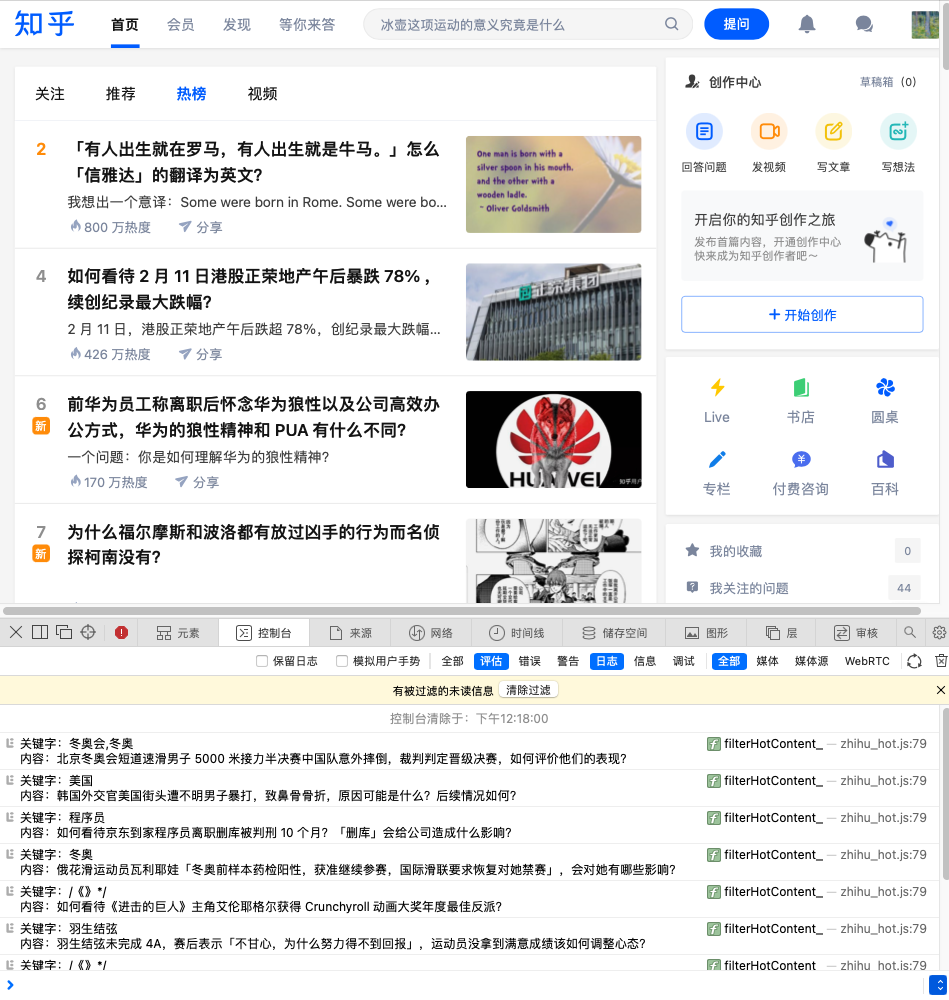 知乎 首页 会员 发现 等你来答 冰壶这项运动的意义究竟是什么 提问
关注 推荐 热榜 视频
2 「有人出生就在罗马，有人出生就是牛马。」怎么
「信雅达」的翻译为英文?
我想出一个意译：Some were born in Rome. Some were bo...
800 万热度 分享
One man is born with a
silver spoon in his mouth,
and the other with a
wooden ladle.
~ Oliver Goldsmith
4 如何看待 2 月 11 日港股正荣地产午后暴跌 78%，
续创纪录最大跌幅?
2 月 11 日，港股正荣地产午后跌超 78%，创纪录最大跌幅...
426 万热度 分享
正荣集团
6 前华为员工称离职后怀念华为狼性以及公司高效办
新 公方式，华为的狼性精神和 PUA 有什么不同?
一个问题：你是如何理解华为的狼性精神?
170 万热度 分享
HUAWEI
知乎用户
7 为什么福尔摩斯和波洛都有放过凶手的行为而名侦
新 探柯南没有?
创作中心 草稿箱 (0)
回答问题 发视频 写文章 写想法
开启你的知乎创作之旅
发布首篇内容，开通创作中心
快来成为知乎创作者吧～
+ 开始创作
Live 书店 圆桌
专栏 付费咨询 百科
我的收藏 0
我关注的问题 44
元素 控制台 来源 网络 时间线 储存空间 图形 层 审核
保留日志 模拟用户手势 全部 评估 错误 警告 日志 信息 调试 全部 媒体 媒体源 WebRTC
有被过滤的未读信息 清除过滤
控制台清除于：下午12:18:00
关键字：冬奥会,冬奥 filterHotContent_ — zhihu_hot.js:79
内容：北京冬奥会短道速滑男子 5000 米接力半决赛中国队意外摔倒，裁判判定晋级决赛，如何评价他们的表现?
关键字：美国 filterHotContent_ — zhihu_hot.js:79
内容：韩国外交官美国街头遭不明男子暴打，致鼻骨骨折，原因可能是什么？后续情况如何?
关键字：程序员 filterHotContent_ — zhihu_hot.js:79
内容：如何看待京东到家程序员离职删库被判刑 10 个月？「删库」会给公司造成什么影响?
关键字：冬奥 filterHotContent_ — zhihu_hot.js:79
内容：俄花滑运动员瓦利耶娃「冬奥前样本药检阳性，获准继续参赛，国际滑联要求恢复对她禁赛」，会对她有哪些影响?
关键字：/《》*/ filterHotContent_ — zhihu_hot.js:79
内容：如何看待《进击的巨人》主角艾伦耶格尔获得 Crunchyroll 动画大奖年度最佳反派?
关键字：羽生结弦 filterHotContent_ — zhihu_hot.js:79
内容：羽生结弦未完成 4A，赛后表示「不甘心，为什么努力得不到回报」，运动员没拿到满意成绩该如何调整心态?
关键字：/《》*/ filterHotContent_ — zhihu_hot.js:79